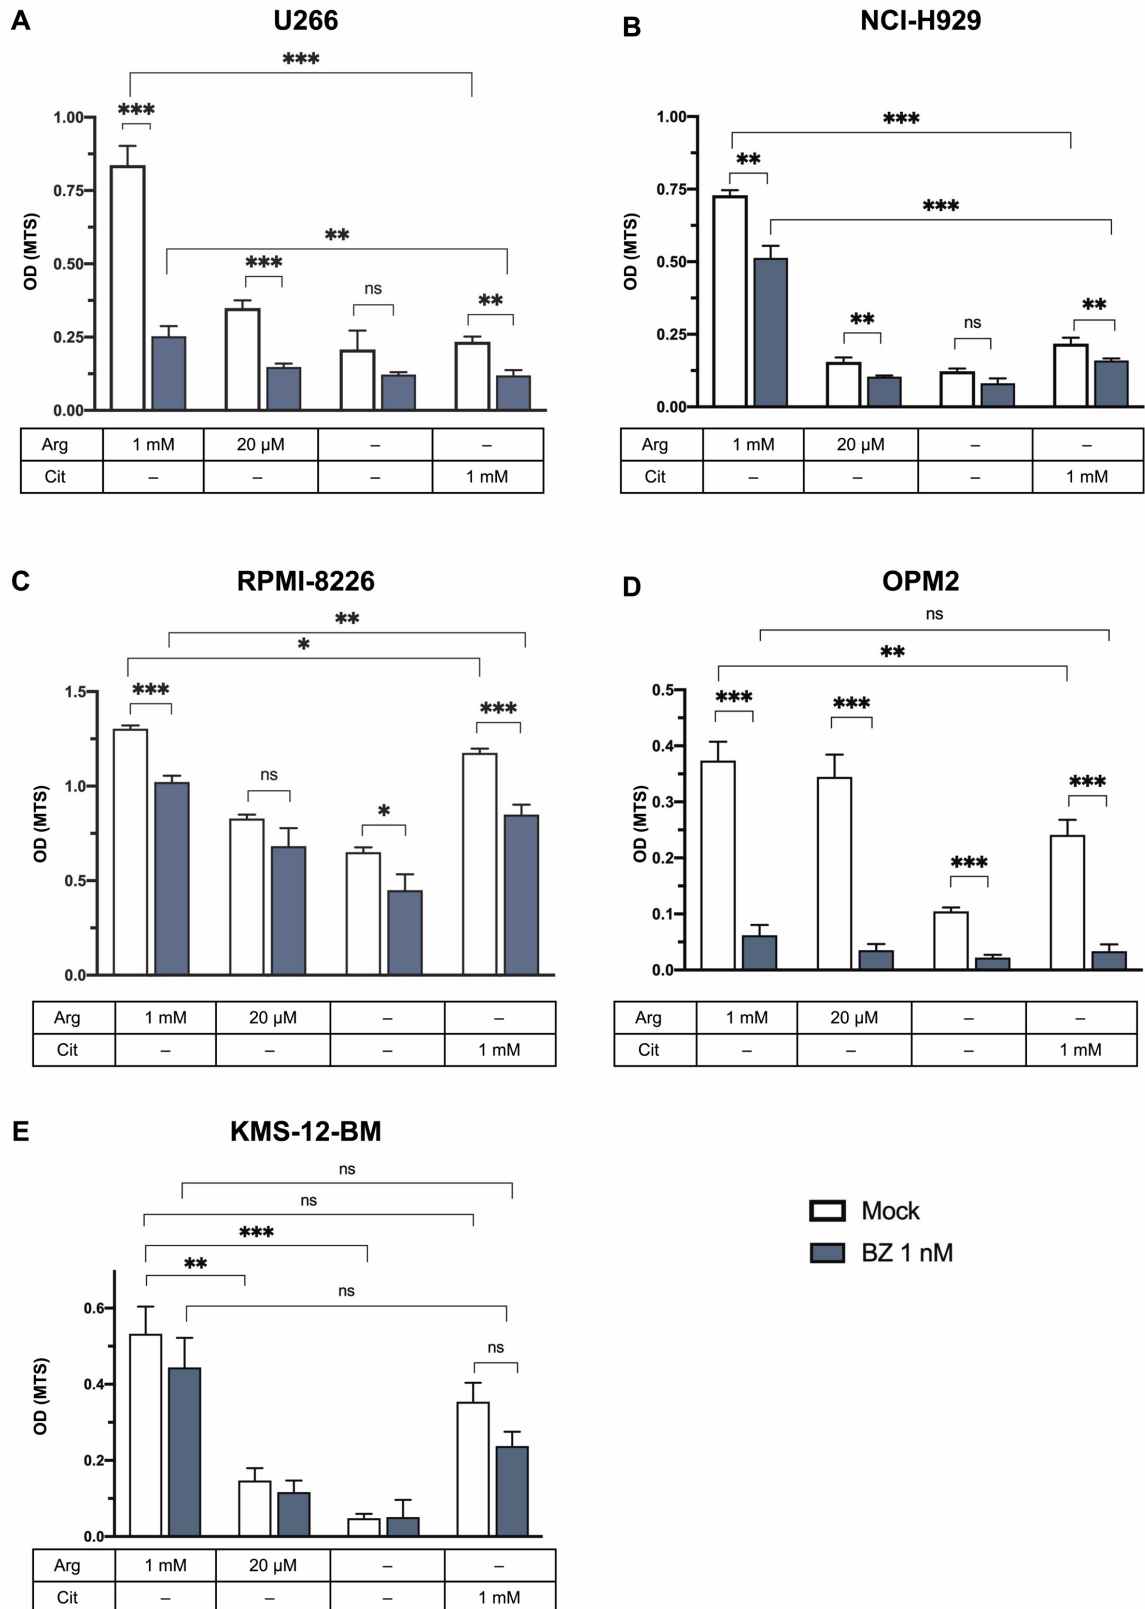 A
U266
***
***
1.00
0.75
**
0.50
***
ns
**
0.25
0.00
OD (MTS)
Arg 1 mM 20 µM – –
Cit – – – 1 mM
B
NCI-H929
1.00
***
**
0.75
***
0.50
**
ns
**
0.25
0.00
OD (MTS)
Arg 1 mM 20 µM – –
Cit – – – 1 mM
C
RPMI-8226
**
*
1.5
***
***
ns
1.0
*
0.5
0.0
OD (MTS)
Arg 1 mM 20 µM – –
Cit – – – 1 mM
D
OPM2
ns
**
0.5
***
***
0.4
***
0.3
0.2
***
0.1
0.0
OD (MTS)
Arg 1 mM 20 µM – –
Cit – – – 1 mM
E
KMS-12-BM
ns
ns
***
**
ns
0.6
ns
0.4
0.2
0.0
OD (MTS)
Arg 1 mM 20 µM – –
Cit – – – 1 mM
Mock
BZ 1 nM